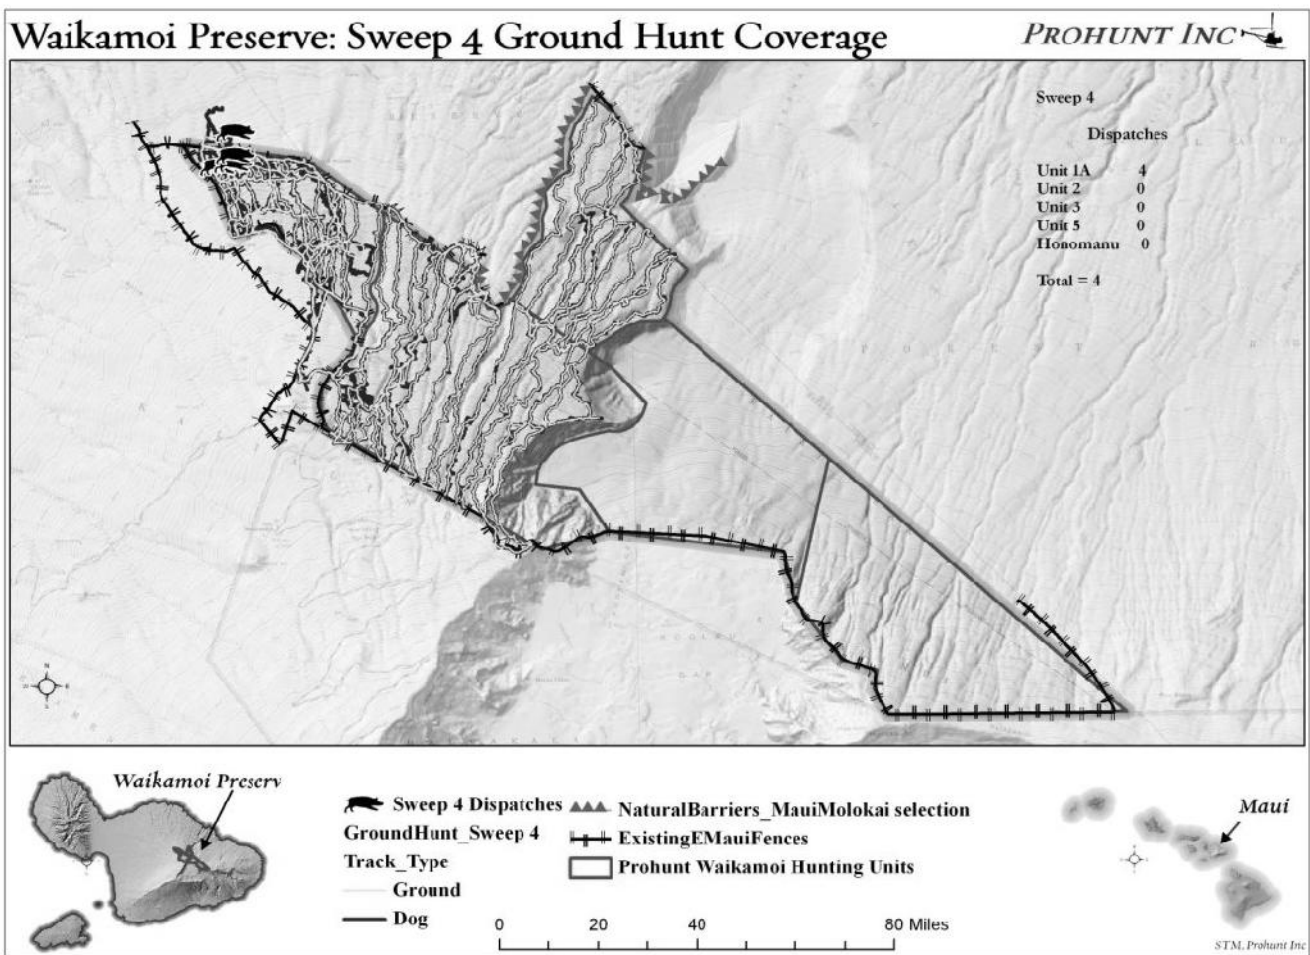 Waikamoi Preserve: Sweep 4 Ground Hunt Coverage
PROHUNT INC
Sweep 4
Dispatches
Unit 1A 4
Unit 2 0
Unit 3 0
Unit 5 0
Honomanu 0
Total = 4
Waikamoi Preserv
Sweep 4 Dispatches
GroundHunt_Sweep 4
Track_Type
Ground
Dog
NaturalBarriers_MauiMolokai selection
ExistingEMauiFences
Prohunt Waikamoi Hunting Units
0 20 40 80 Miles
Maui
STM, Prohunt Inc